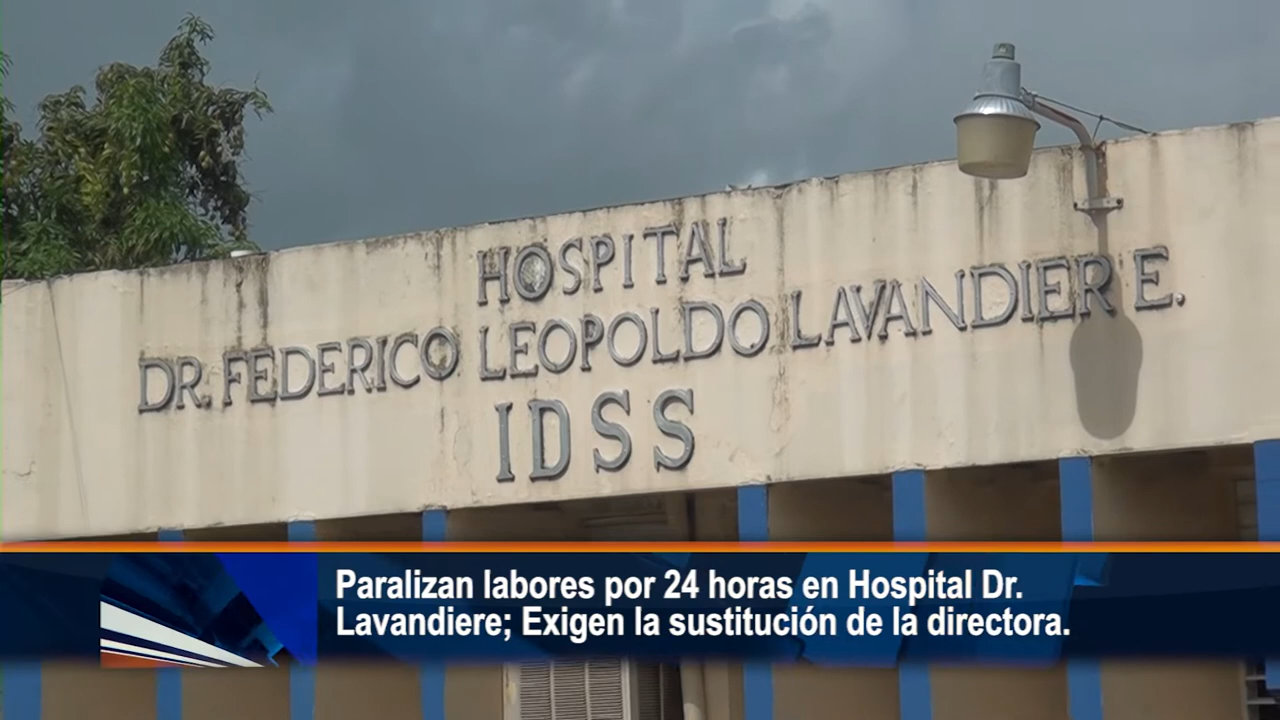 HOSPITAL
DR. FEDERICO LEOPOLDO LAVANDIER E.
IDSS
Paralizan labores por 24 horas en Hospital Dr.
Lavandiere; Exigen la sustitución de la directora.